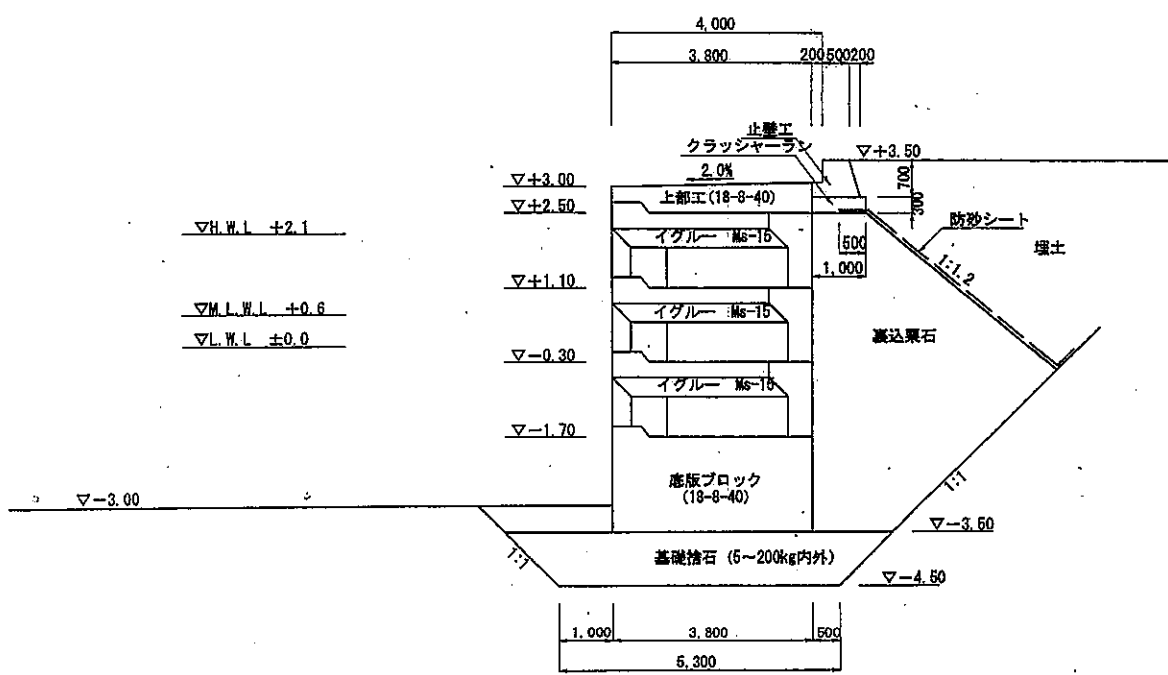 4,000
3,800
200
500
200
止壁工
クラッシャーラン
▽+3.50
2.0%
700
▽+3.00
上部工(18-8-40)
300
▽+2.50
防砂シート
▽H.W.L +2.1
イグルー Ms-15
500
埋土
1:1.2
1,000
▽+1.10
▽M.L.W.L +0.6
イグルー Ms-15
▽L.W.L ±0.0
裏込栗石
▽-0.30
イグルー Ms-15
▽-1.70
底版ブロック
(18-8-40)
1:1
▽-3.00
▽-3.50
1:1
基礎捨石 (5～200kg内外)
▽-4.50
1,000
3,800
500
5,300